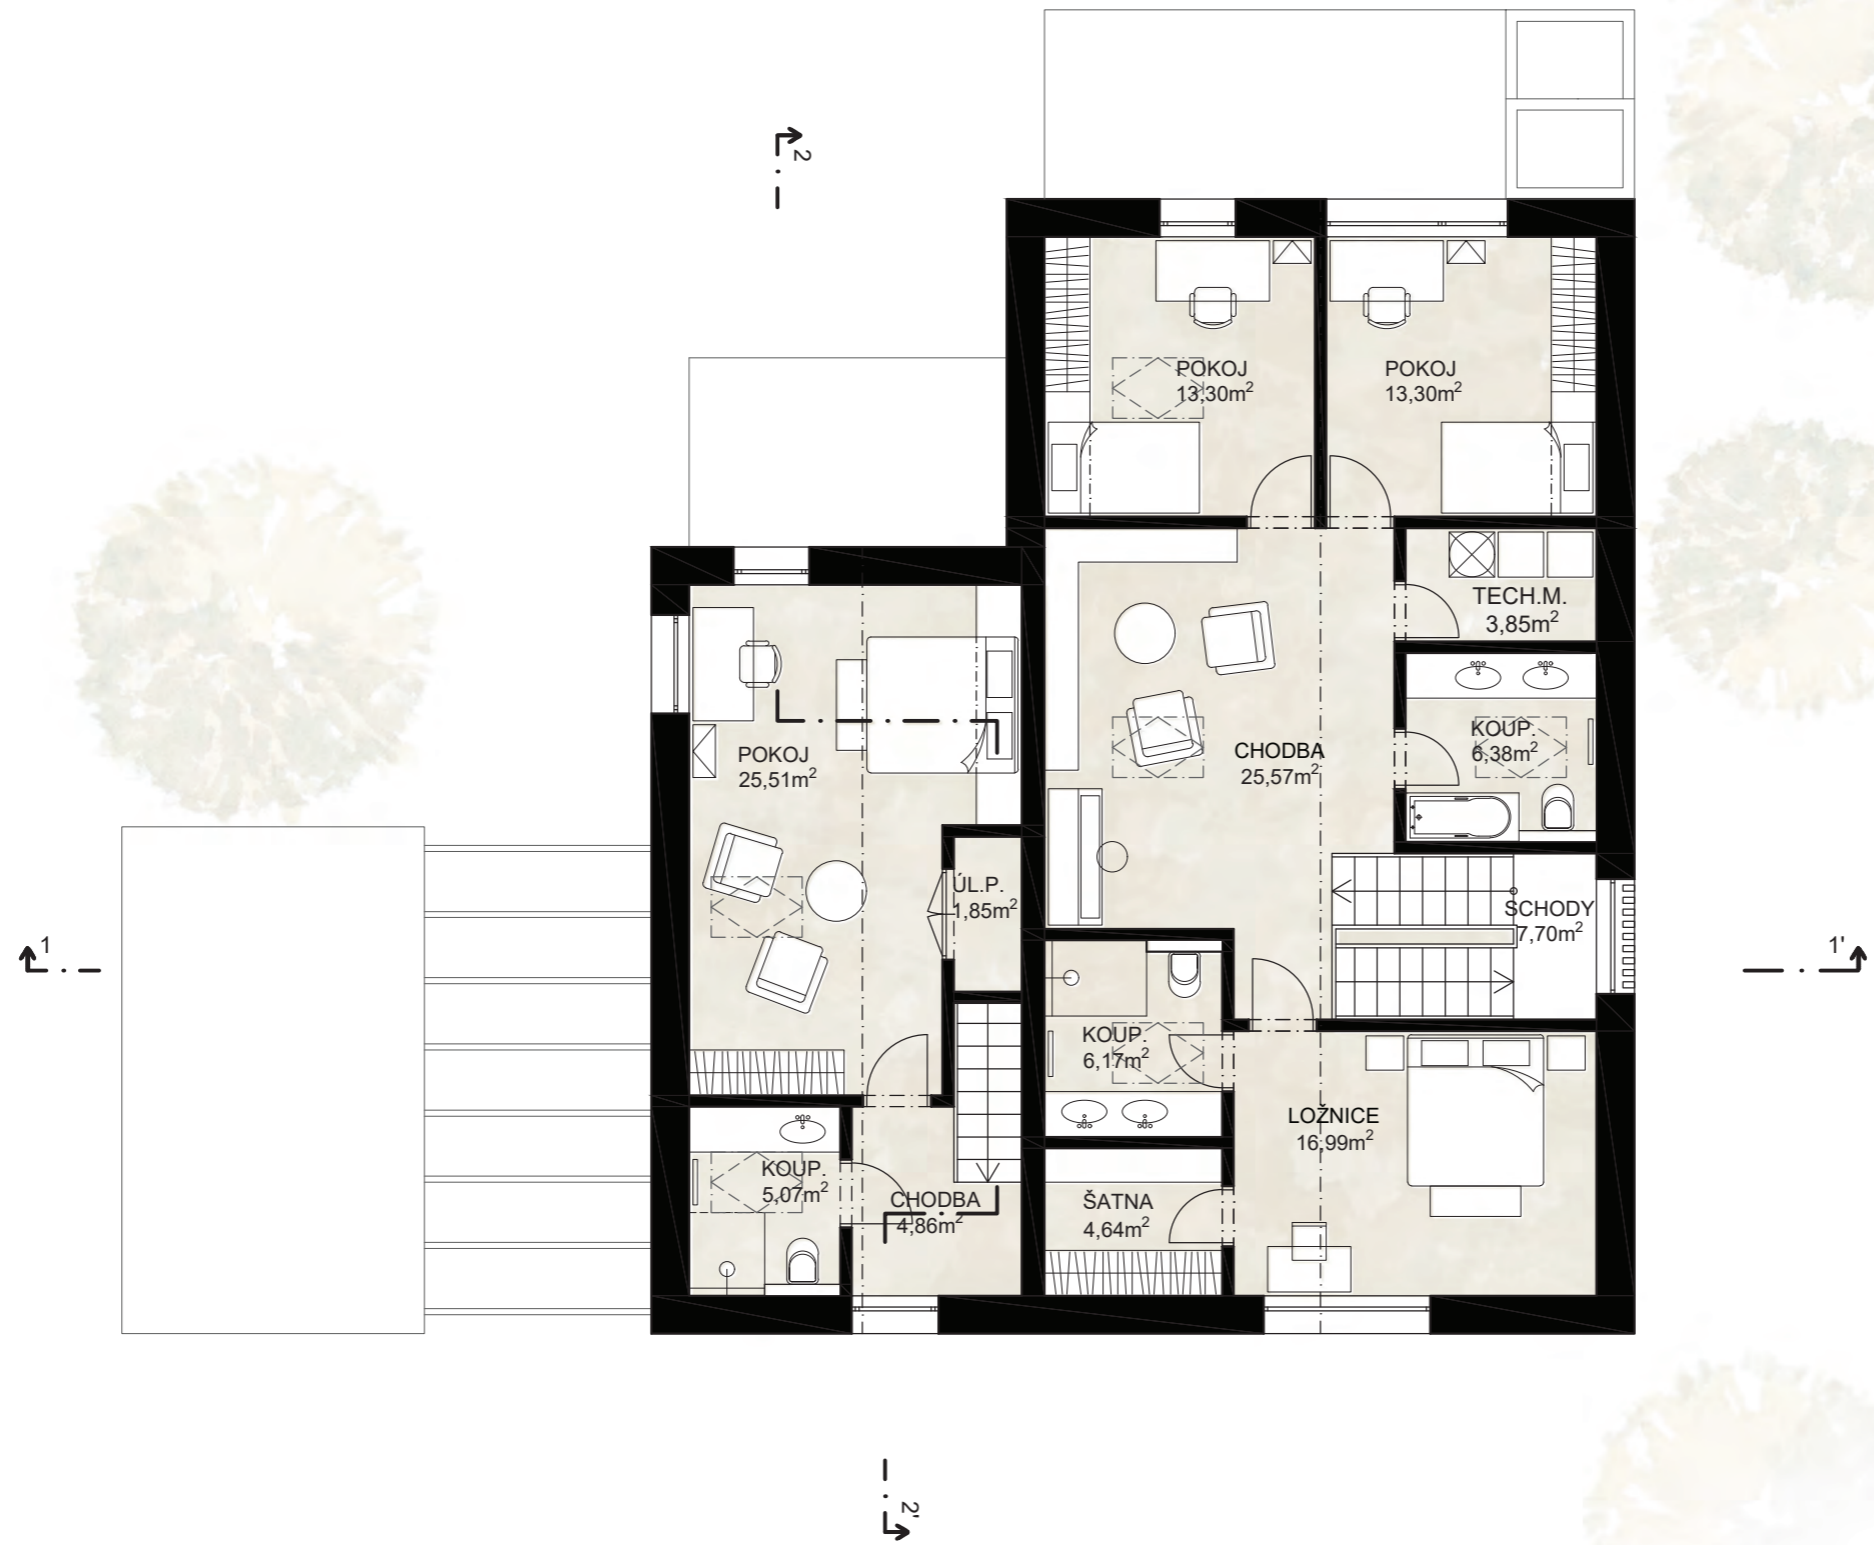 2
POKOJ
13,30m²
POKOJ
13,30m²
TECH.M.
3,85m²
KOUP.
6,38m²
CHODBA
25,57m²
POKOJ
25,51m²
ÚL.P.
1,85m²
SCHODY
7,70m²
1
1'
KOUP.
6,17m²
LOŽNICE
16,99m²
KOUP.
5,07m²
CHODBA
4,86m²
ŠATNA
4,64m²
2'